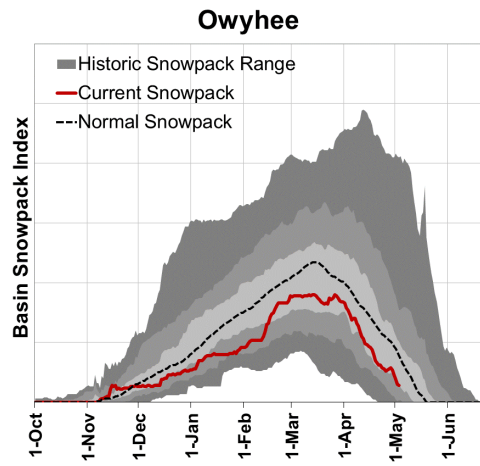 Owyhee
Historic Snowpack Range
Current Snowpack
Normal Snowpack
Basin Snowpack Index
1-Oct
1-Nov
1-Dec
1-Jan
1-Feb
1-Mar
1-Apr
1-May
1-Jun